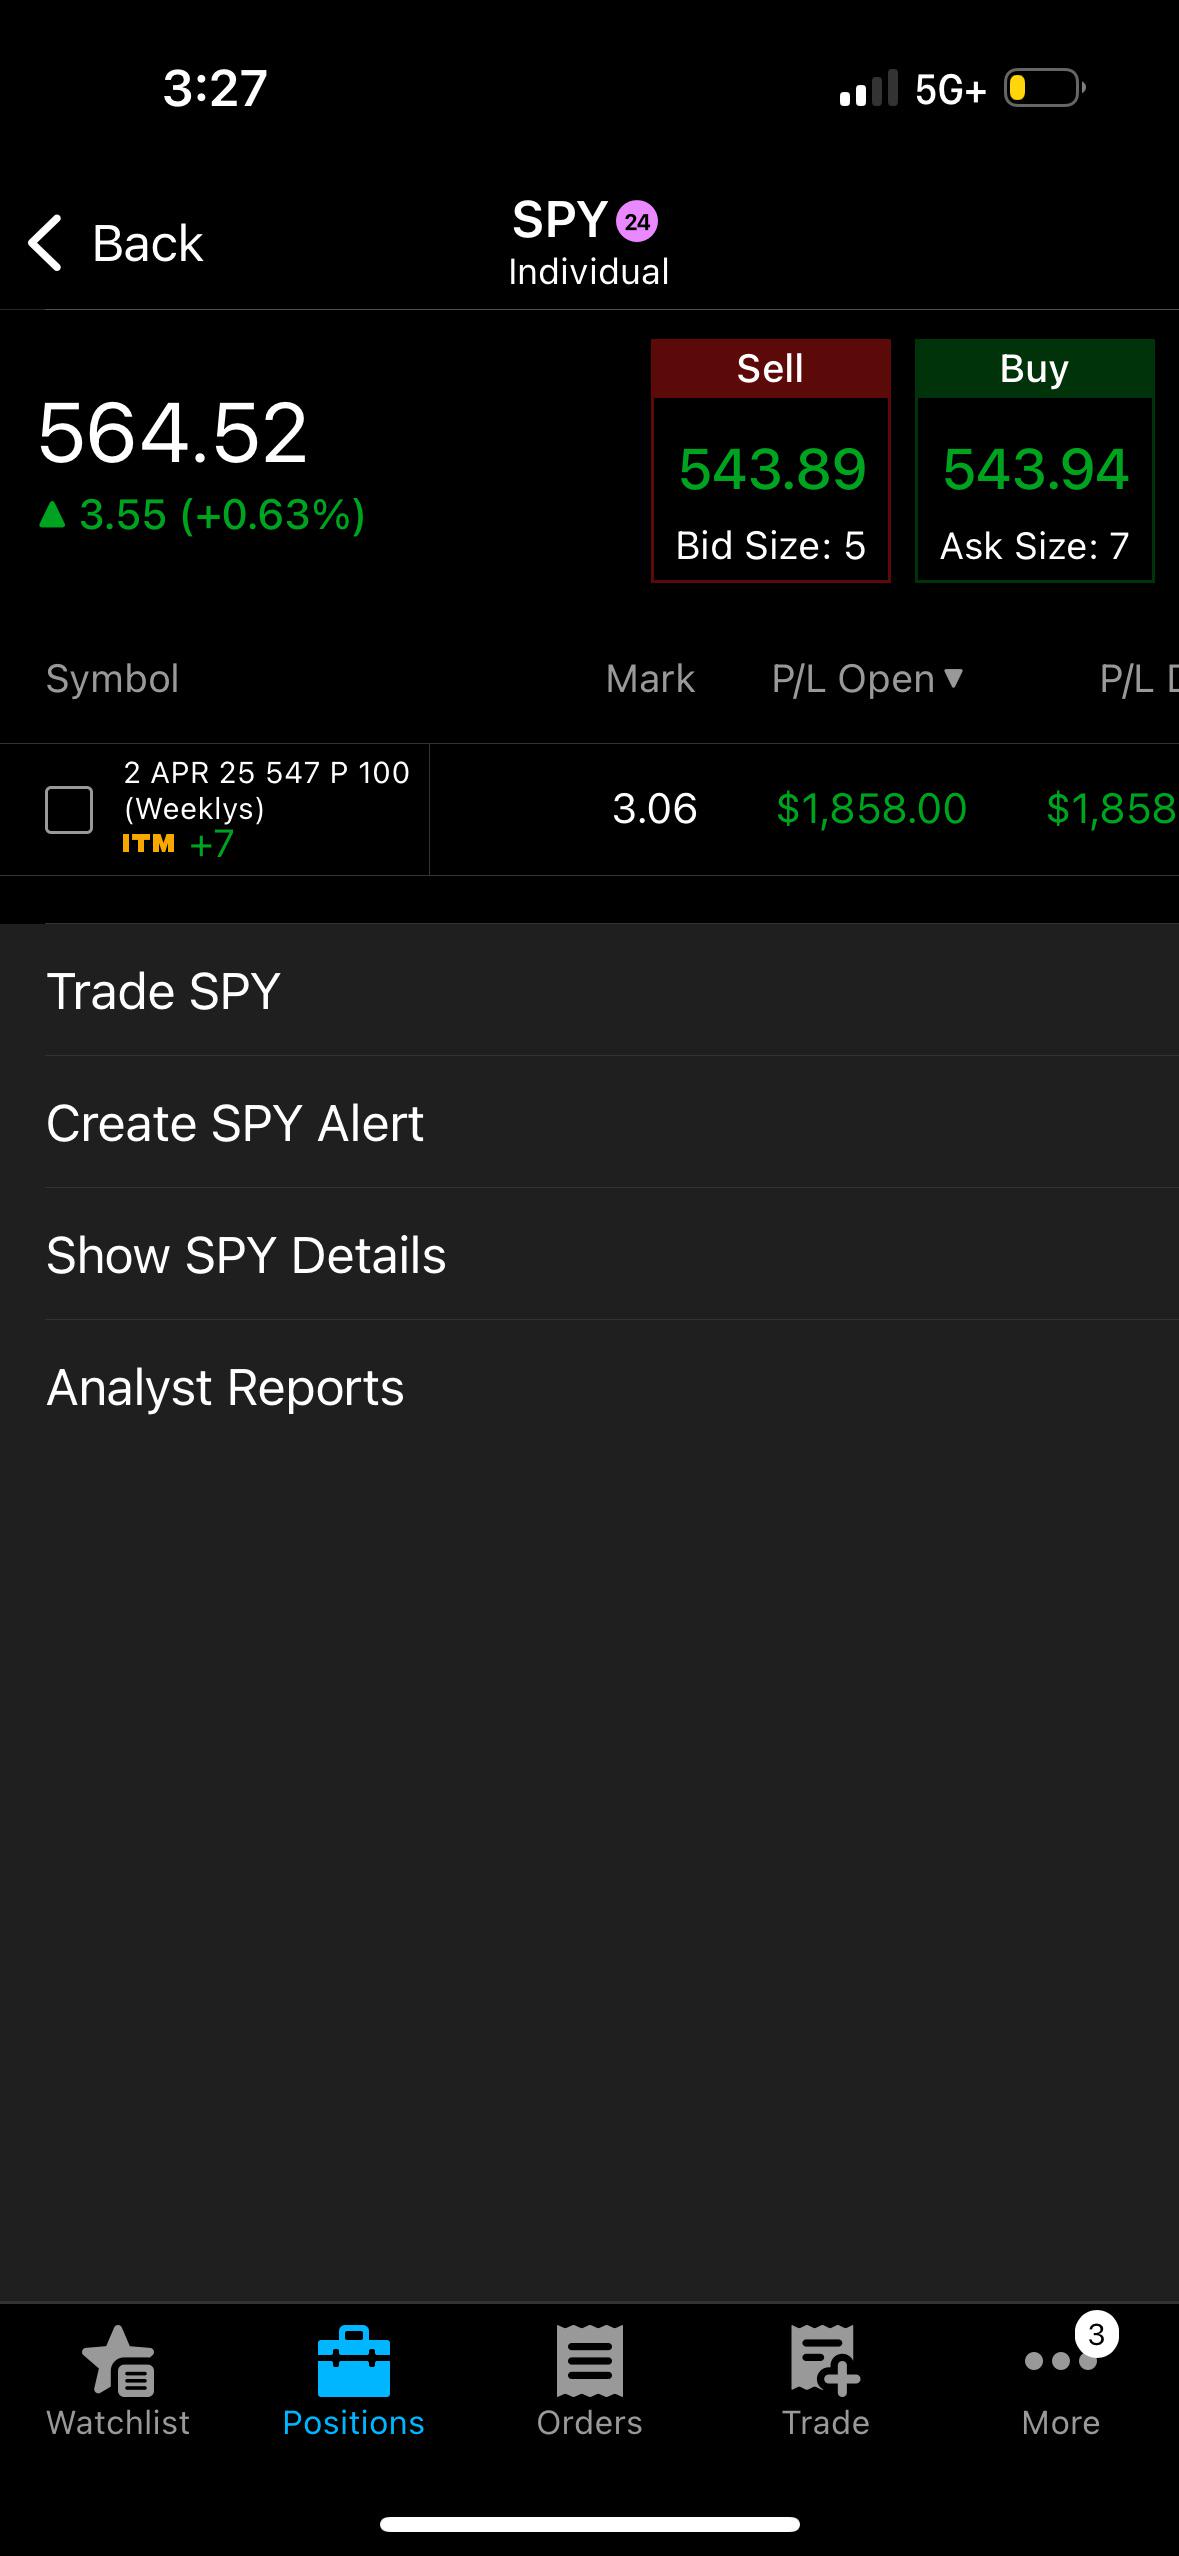 3:27
5G+
Back
SPY 24
Individual
564.52
▲ 3.55 (+0.63%)
Sell
543.89
Bid Size: 5
Buy
543.94
Ask Size: 7
Symbol Mark P/L Open ▼ P/L D
2 APR 25 547 P 100
(Weeklys)
ITM +7
3.06 $1,858.00 $1,858
Trade SPY
Create SPY Alert
Show SPY Details
Analyst Reports
3
Watchlist Positions Orders Trade More